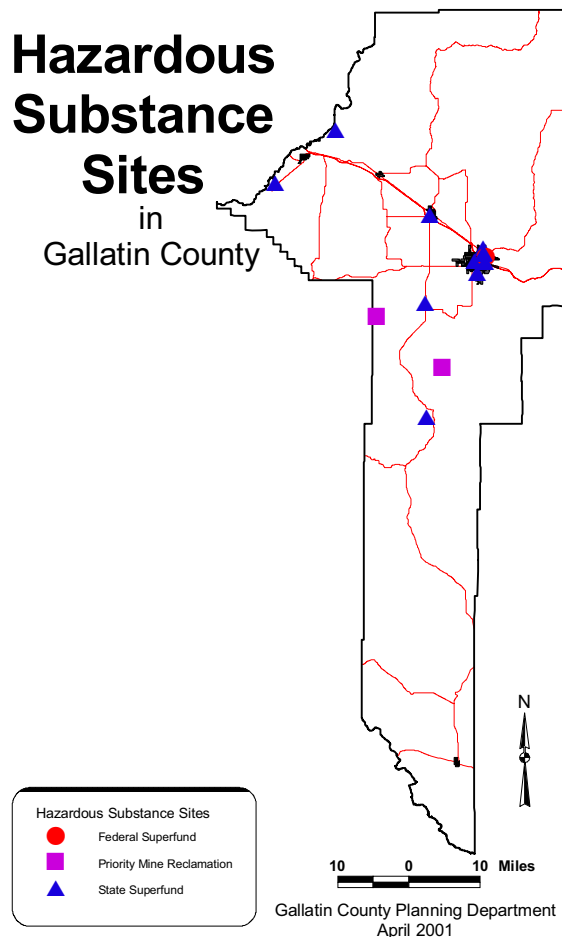 Hazardous
Substance
Sites
in
Gallatin County
N
Hazardous Substance Sites
Federal Superfund
Priority Mine Reclamation
State Superfund
10 0 10 Miles
Gallatin County Planning Department
April 2001